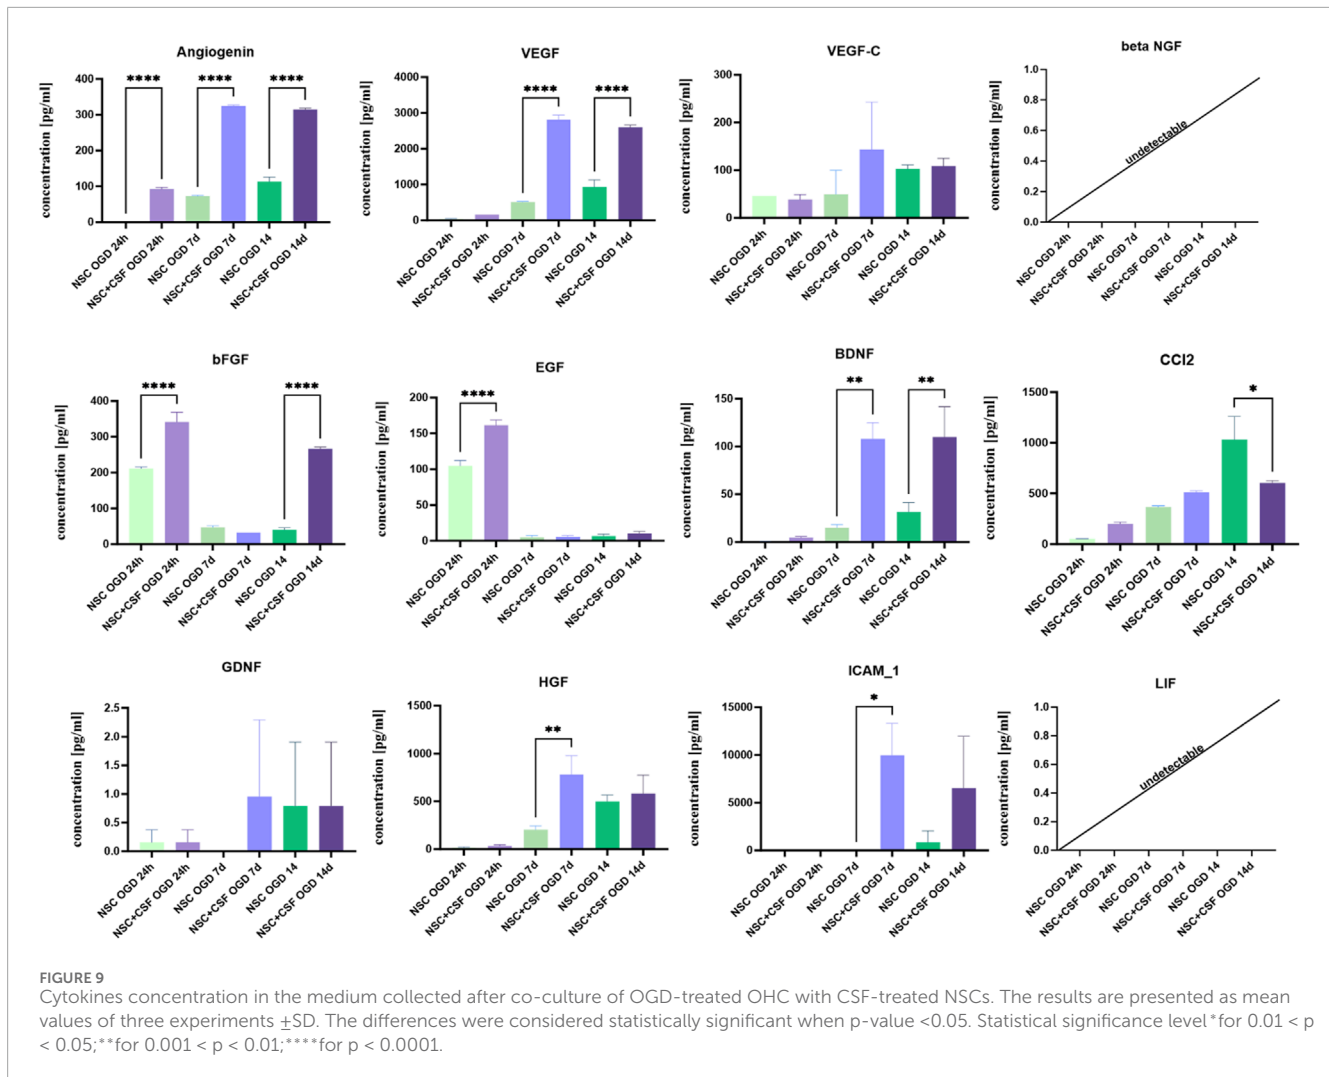 Angiogenin
****
****
****
concentration [pg/ml]
400
300
200
100
0
NSC OGD 24h
NSC+CSF OGD 24h
NSC OGD 7d
NSC+CSF OGD 7d
NSC OGD 14
NSC+CSF OGD 14d
VEGF
****
****
concentration [pg/ml]
4000
3000
2000
1000
0
NSC OGD 24h
NSC+CSF OGD 24h
NSC OGD 7d
NSC+CSF OGD 7d
NSC OGD 14
NSC+CSF OGD 14d
VEGF-C
concentration [pg/ml]
300
200
100
0
NSC OGD 24h
NSC+CSF OGD 24h
NSC OGD 7d
NSC+CSF OGD 7d
NSC OGD 14
NSC+CSF OGD 14d
beta NGF
concentration [pg/ml]
1.0
0.8
0.6
0.4
0.2
0.0
undetectable
NSC OGD 24h
NSC+CSF OGD 24h
NSC OGD 7d
NSC+CSF OGD 7d
NSC OGD 14
NSC+CSF OGD 14d
bFGF
****
****
concentration [pg/ml]
400
300
200
100
0
NSC OGD 24h
NSC+CSF OGD 24h
NSC OGD 7d
NSC+CSF OGD 7d
NSC OGD 14
NSC+CSF OGD 14d
EGF
****
concentration [pg/ml]
200
150
100
50
0
NSC OGD 24h
NSC+CSF OGD 24h
NSC OGD 7d
NSC+CSF OGD 7d
NSC OGD 14
NSC+CSF OGD 14d
BDNF
**
**
concentration [pg/ml]
150
100
50
0
NSC OGD 24h
NSC+CSF OGD 24h
NSC OGD 7d
NSC+CSF OGD 7d
NSC OGD 14
NSC+CSF OGD 14d
CCl2
*
concentration [pg/ml]
1500
1000
500
0
NSC OGD 24h
NSC+CSF OGD 24h
NSC OGD 7d
NSC+CSF OGD 7d
NSC OGD 14
NSC+CSF OGD 14d
GDNF
concentration [pg/ml]
2.5
2.0
1.5
1.0
0.5
0.0
NSC OGD 24h
NSC+CSF OGD 24h
NSC OGD 7d
NSC+CSF OGD 7d
NSC OGD 14
NSC+CSF OGD 14d
HGF
**
concentration [pg/ml]
1500
1000
500
0
NSC OGD 24h
NSC+CSF OGD 24h
NSC OGD 7d
NSC+CSF OGD 7d
NSC OGD 14
NSC+CSF OGD 14d
ICAM_1
*
concentration [pg/ml]
15000
10000
5000
0
NSC OGD 24h
NSC+CSF OGD 24h
NSC OGD 7d
NSC+CSF OGD 7d
NSC OGD 14
NSC+CSF OGD 14d
LIF
concentration [pg/ml]
1.0
0.8
0.6
0.4
0.2
0.0
undetectable
NSC OGD 24h
NSC+CSF OGD 24h
NSC OGD 7d
NSC+CSF OGD 7d
NSC OGD 14
NSC+CSF OGD 14d
FIGURE 9
Cytokines concentration in the medium collected after co-culture of OGD-treated OHC with CSF-treated NSCs. The results are presented as mean
values of three experiments ±SD. The differences were considered statistically significant when p-value <0.05. Statistical significance level *for 0.01 < p
< 0.05;**for 0.001 < p < 0.01;****for p < 0.0001.